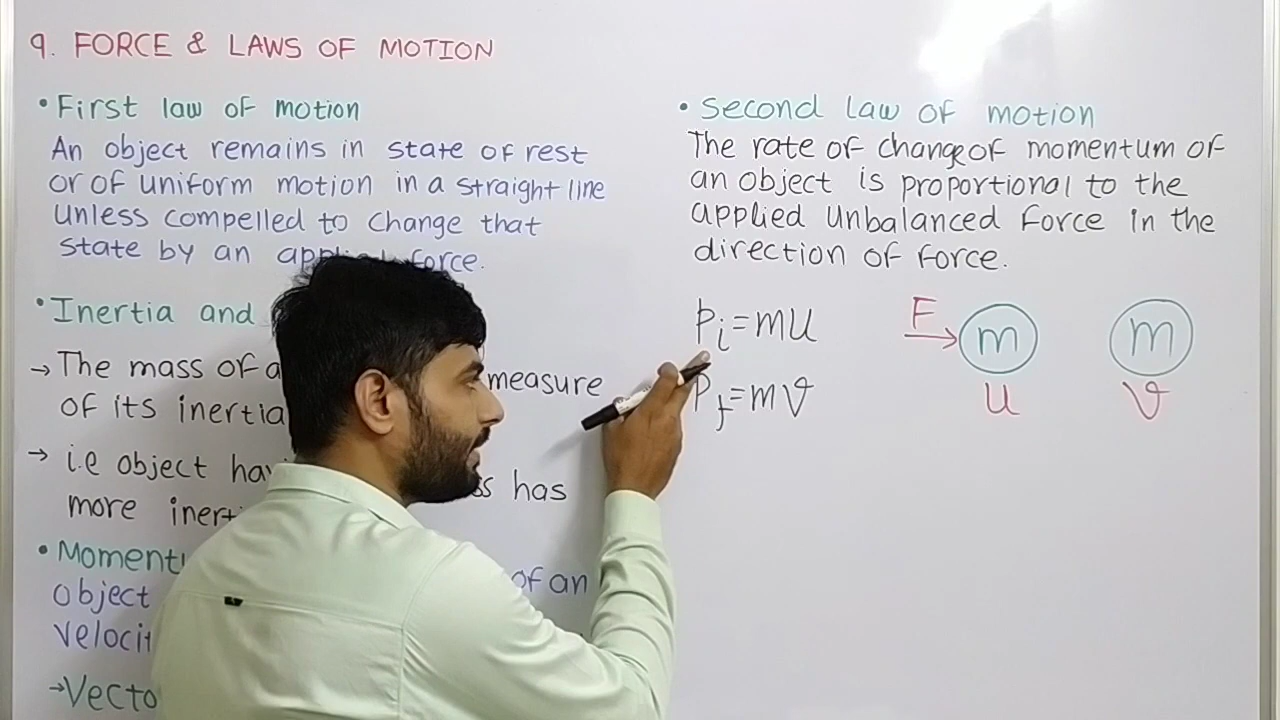 9. FORCE & LAWS OF MOTION
• First law of motion
An object remains in state of rest
or of uniform motion in a straight line
unless compelled to change that
state by an applied force.
• Inertia and
→ The mass of a measure
of its inertia
→ i.e object has
more inert
• Moment of an
object
velocit
→Vecto
• Second law of motion
The rate of change of momentum of
an object is proportional to the
applied unbalanced force in the
direction of force.
Pi=mu
Pf=mv
F m m
u v